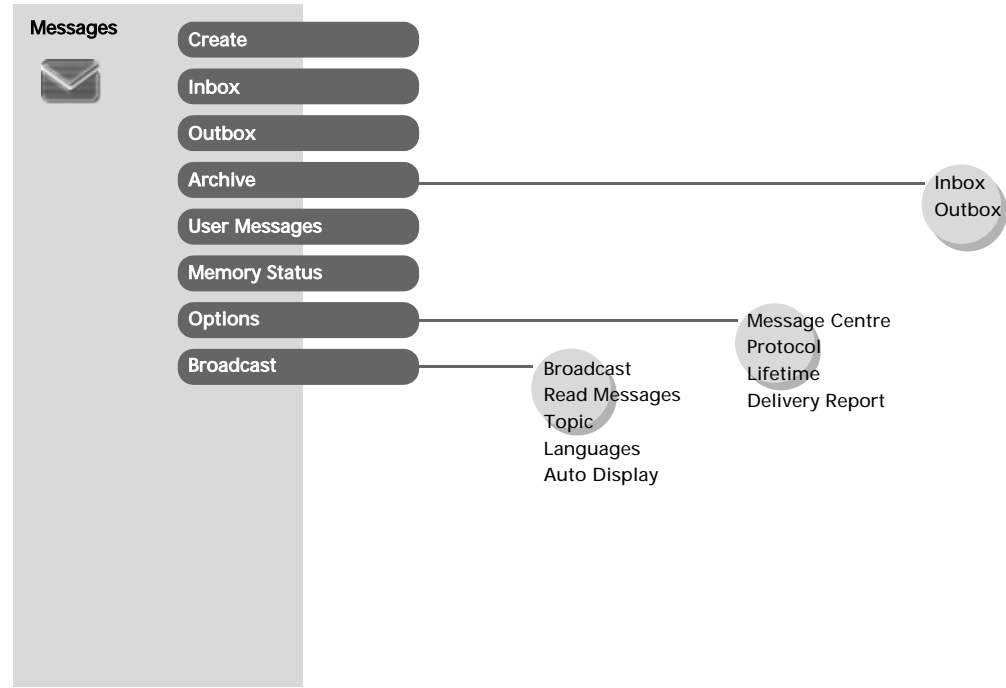 Messages
Create
Inbox
Outbox
Archive
User Messages
Memory Status
Options
Broadcast
Inbox
Outbox
Message Centre
Protocol
Lifetime
Delivery Report
Broadcast
Read Messages
Topic
Languages
Auto Display